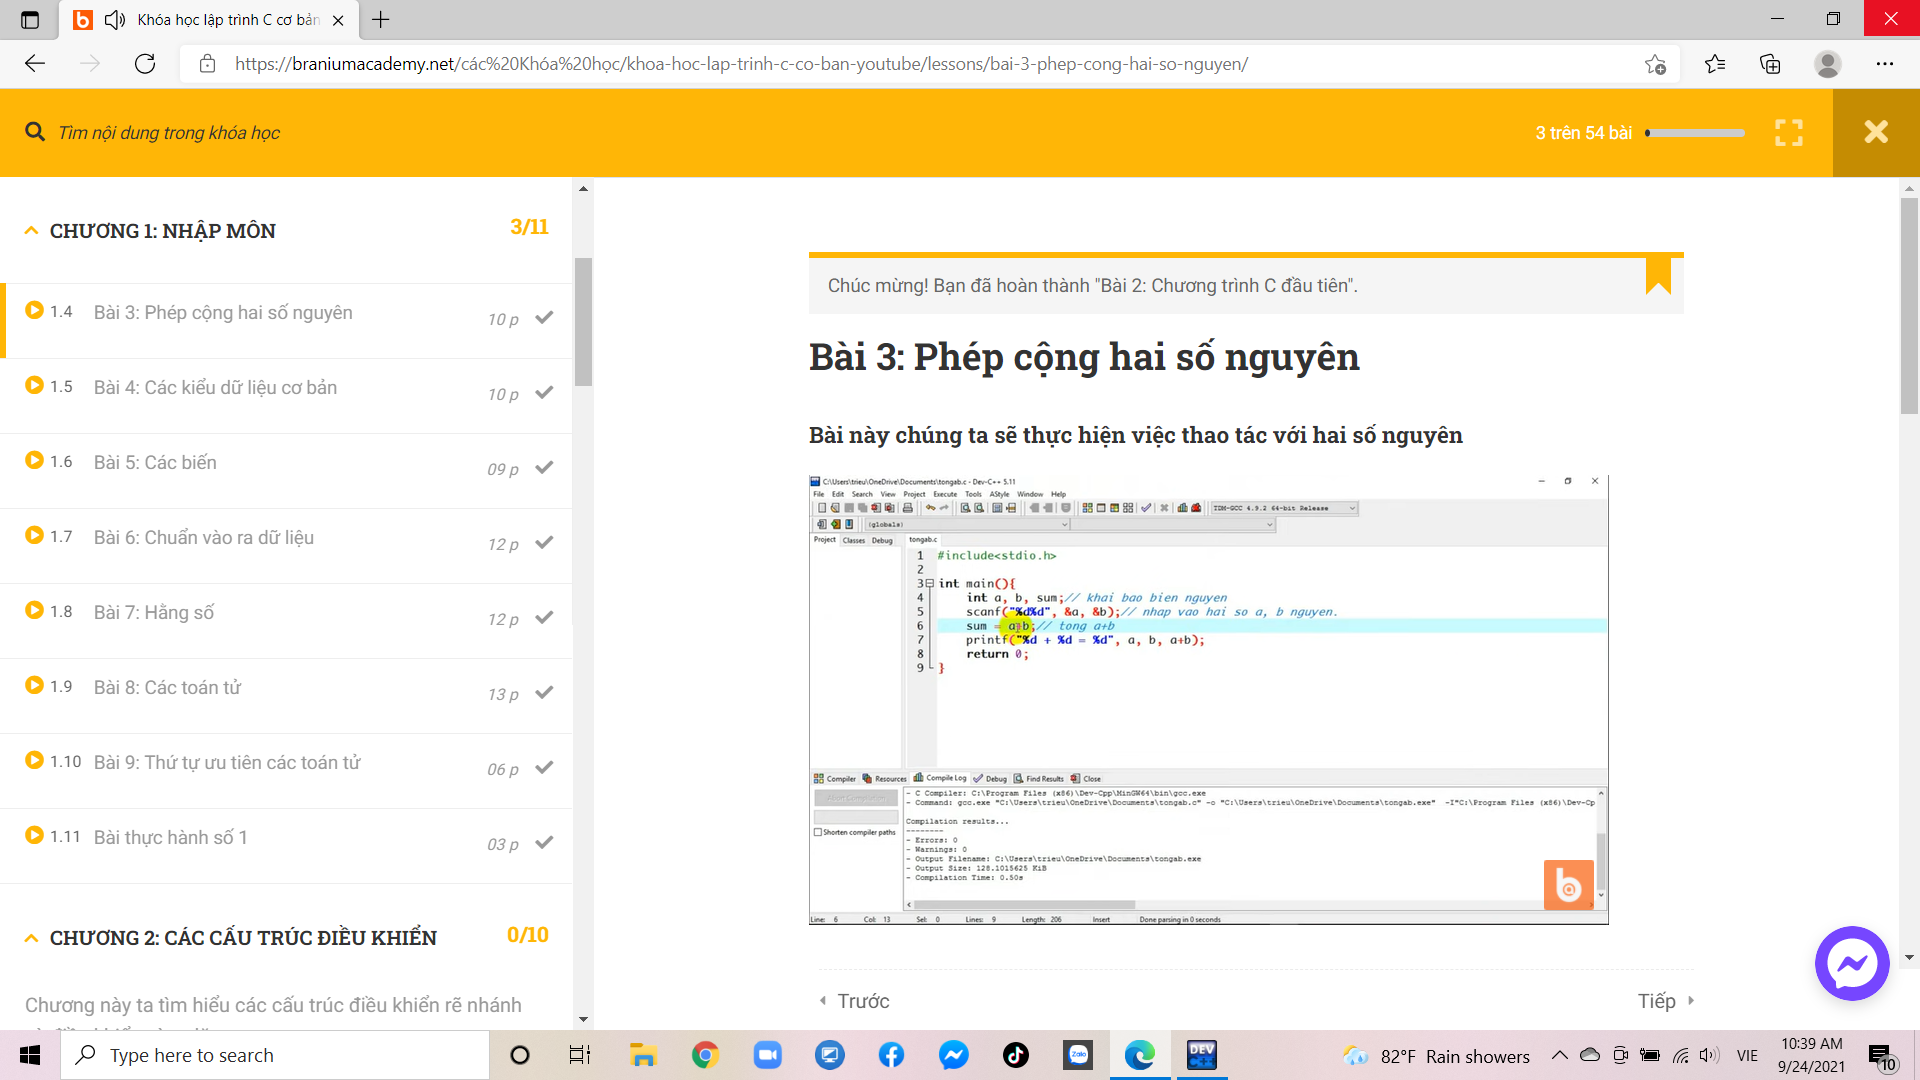 Khóa học lập trình C cơ bản
https://braniumacademy.net/các%20Khóa%20học/khoa-hoc-lap-trinh-c-co-ban-youtube/lessons/bai-3-phep-cong-hai-so-nguyen/
Tìm nội dung trong khóa học
3 trên 54 bài
CHƯƠNG 1: NHẬP MÔN 3/11
1.4 Bài 3: Phép cộng hai số nguyên 10 p
1.5 Bài 4: Các kiểu dữ liệu cơ bản 10 p
1.6 Bài 5: Các biến 09 p
1.7 Bài 6: Chuẩn vào ra dữ liệu 12 p
1.8 Bài 7: Hằng số 12 p
1.9 Bài 8: Các toán tử 13 p
1.10 Bài 9: Thứ tự ưu tiên các toán tử 06 p
1.11 Bài thực hành số 1 03 p
CHƯƠNG 2: CÁC CẤU TRÚC ĐIỀU KHIỂN 0/10
Chương này ta tìm hiểu các cấu trúc điều khiển rẽ nhánh
Chúc mừng! Bạn đã hoàn thành "Bài 2: Chương trình C đầu tiên".
Bài 3: Phép cộng hai số nguyên
Bài này chúng ta sẽ thực hiện việc thao tác với hai số nguyên
C:\Users\trieu\OneDrive\Documents\tongab.c - Dev-C++ 5.11
File Edit Search View Project Execute Tools AStyle Window Help
TDM-GCC 4.9.2 64-bit Release
(globals)
Project Classes Debug tongab.c
1 #include<stdio.h>
2
3 int main(){
4 int a, b, sum;// khai bao bien nguyen
5 scanf("%d%d", &a, &b);// nhap vao hai so a, b nguyen.
6 sum = a+b;// tong a+b
7 printf("%d + %d = %d", a, b, a+b);
8 return 0;
9 }
Compiler Resources Compile Log Debug Find Results Close
Abort Compilation
Shorten compiler paths
- C Compiler: C:\Program Files (x86)\Dev-Cpp\MinGW64\bin\gcc.exe
- Command: gcc.exe "C:\Users\trieu\OneDrive\Documents\tongab.c" -o "C:\Users\trieu\OneDrive\Documents\tongab.exe" -I"C:\Program Files (x86)\Dev-Cp
Compilation results...
--------
- Errors: 0
- Warnings: 0
- Output Filename: C:\Users\trieu\OneDrive\Documents\tongab.exe
- Output Size: 128.1015625 KiB
- Compilation Time: 0.50s
Line: 6 Col: 13 Sel: 0 Lines: 9 Length: 206 Insert Done parsing in 0 seconds
Trước
Tiếp
Type here to search
Zalo
DEV C++
82°F Rain showers
VIE
10:39 AM
9/24/2021
10